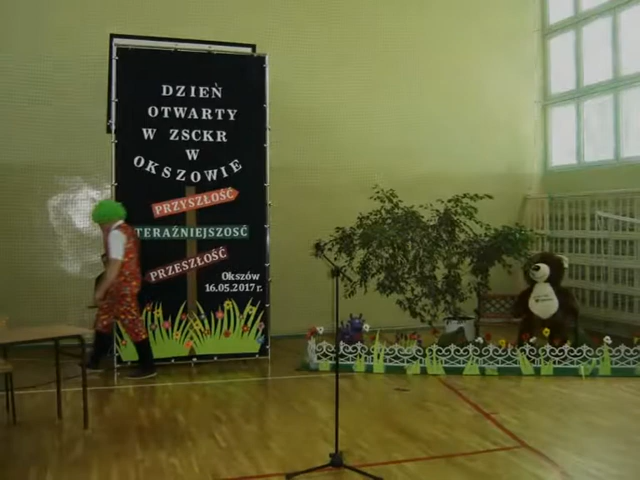 DZIEŃ
OTWARTY
W ZSCKR
W
OKSZOWIE
PRZYSZŁOŚĆ
TERAŹNIEJSZOŚĆ
PRZESZŁOŚĆ
Okszów
16.05.2017 r.